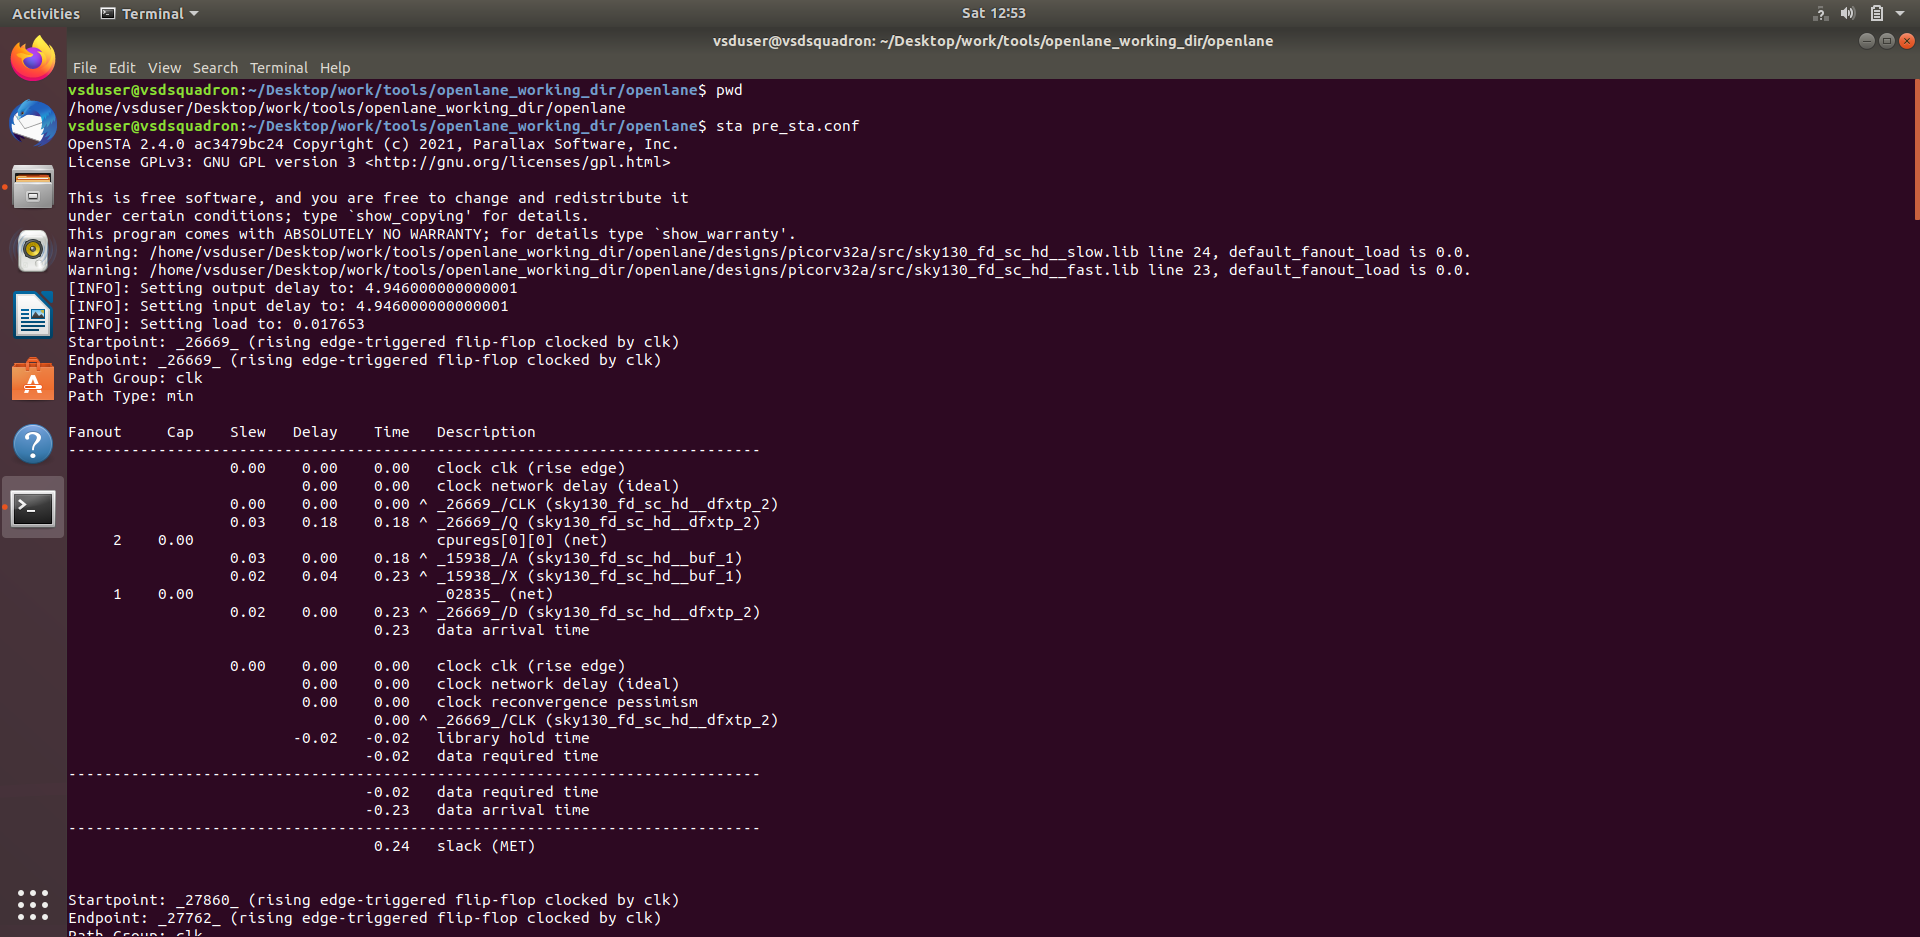 Activities
Terminal
Sat 12:53
vsduser@vsdsquadron: ~/Desktop/work/tools/openlane_working_dir/openlane
File Edit View Search Terminal Help
vsduser@vsdsquadron:~/Desktop/work/tools/openlane_working_dir/openlane$ pwd
/home/vsduser/Desktop/work/tools/openlane_working_dir/openlane
vsduser@vsdsquadron:~/Desktop/work/tools/openlane_working_dir/openlane$ sta pre_sta.conf
OpenSTA 2.4.0 ac3479bc24 Copyright (c) 2021, Parallax Software, Inc.
License GPLv3: GNU GPL version 3 <http://gnu.org/licenses/gpl.html>
This is free software, and you are free to change and redistribute it
under certain conditions; type `show_copying' for details.
This program comes with ABSOLUTELY NO WARRANTY; for details type `show_warranty'.
Warning: /home/vsduser/Desktop/work/tools/openlane_working_dir/openlane/designs/picorv32a/src/sky130_fd_sc_hd__slow.lib line 24, default_fanout_load is 0.0.
Warning: /home/vsduser/Desktop/work/tools/openlane_working_dir/openlane/designs/picorv32a/src/sky130_fd_sc_hd__fast.lib line 23, default_fanout_load is 0.0.
[INFO]: Setting output delay to: 4.946000000000001
[INFO]: Setting input delay to: 4.946000000000001
[INFO]: Setting load to: 0.017653
Startpoint: _26669_ (rising edge-triggered flip-flop clocked by clk)
Endpoint: _26669_ (rising edge-triggered flip-flop clocked by clk)
Path Group: clk
Path Type: min
Fanout     Cap    Slew   Delay    Time   Description
-----------------------------------------------------------------------------
                  0.00    0.00    0.00   clock clk (rise edge)
                          0.00    0.00   clock network delay (ideal)
                  0.00    0.00    0.00 ^ _26669_/CLK (sky130_fd_sc_hd__dfxtp_2)
                  0.03    0.18    0.18 ^ _26669_/Q (sky130_fd_sc_hd__dfxtp_2)
     2    0.00                           cpuregs[0][0] (net)
                  0.03    0.00    0.18 ^ _15938_/A (sky130_fd_sc_hd__buf_1)
                  0.02    0.04    0.23 ^ _15938_/X (sky130_fd_sc_hd__buf_1)
     1    0.00                           _02835_ (net)
                  0.02    0.00    0.23 ^ _26669_/D (sky130_fd_sc_hd__dfxtp_2)
                                  0.23   data arrival time
                  0.00    0.00    0.00   clock clk (rise edge)
                          0.00    0.00   clock network delay (ideal)
                          0.00    0.00   clock reconvergence pessimism
                                  0.00 ^ _26669_/CLK (sky130_fd_sc_hd__dfxtp_2)
                         -0.02   -0.02   library hold time
                                 -0.02   data required time
-----------------------------------------------------------------------------
                                 -0.02   data required time
                                 -0.23   data arrival time
-----------------------------------------------------------------------------
                                  0.24   slack (MET)
Startpoint: _27860_ (rising edge-triggered flip-flop clocked by clk)
Endpoint: _27762_ (rising edge-triggered flip-flop clocked by clk)
Path Group: clk